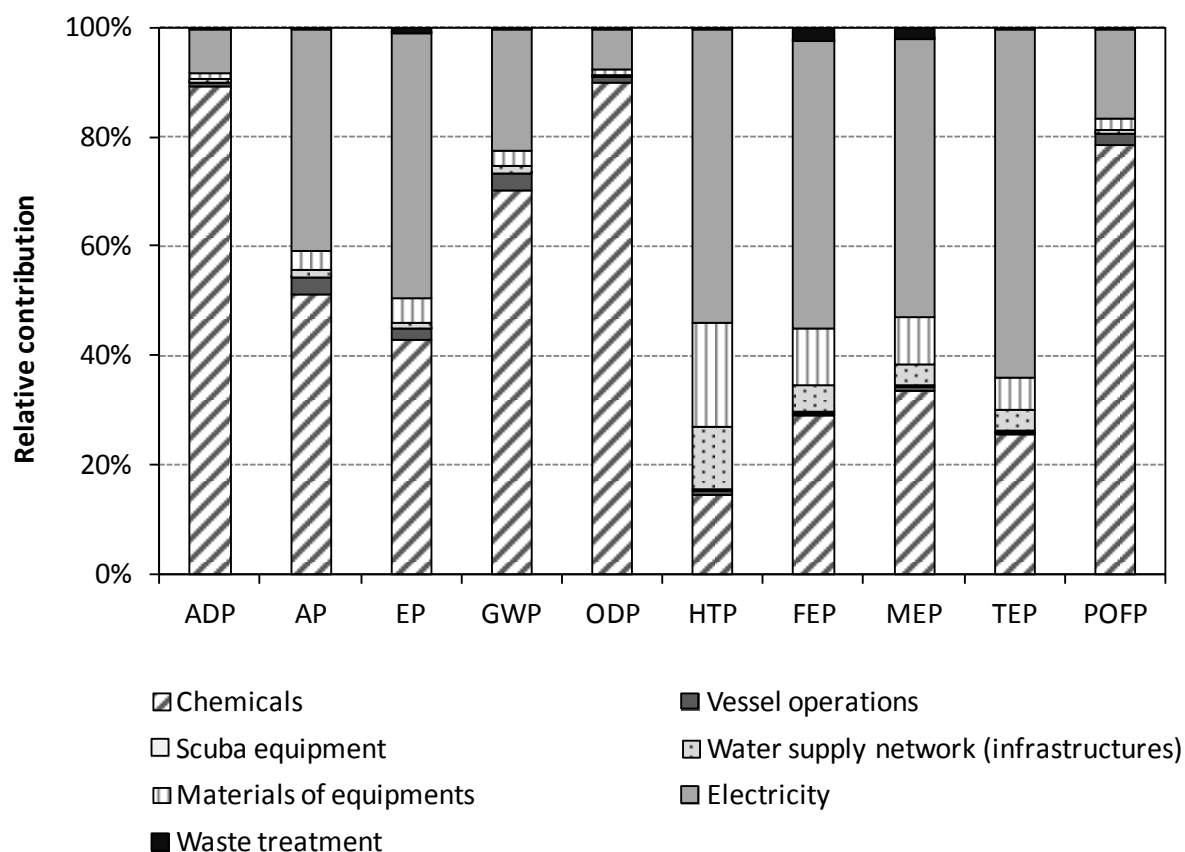 100%
80%
60%
40%
20%
0%
Relative contribution
ADP AP EP GWP ODP HTP FEP MEP TEP POFP
Chemicals Vessel operations
Scuba equipment Water supply network (infrastructures)
Materials of equipments Electricity
Waste treatment